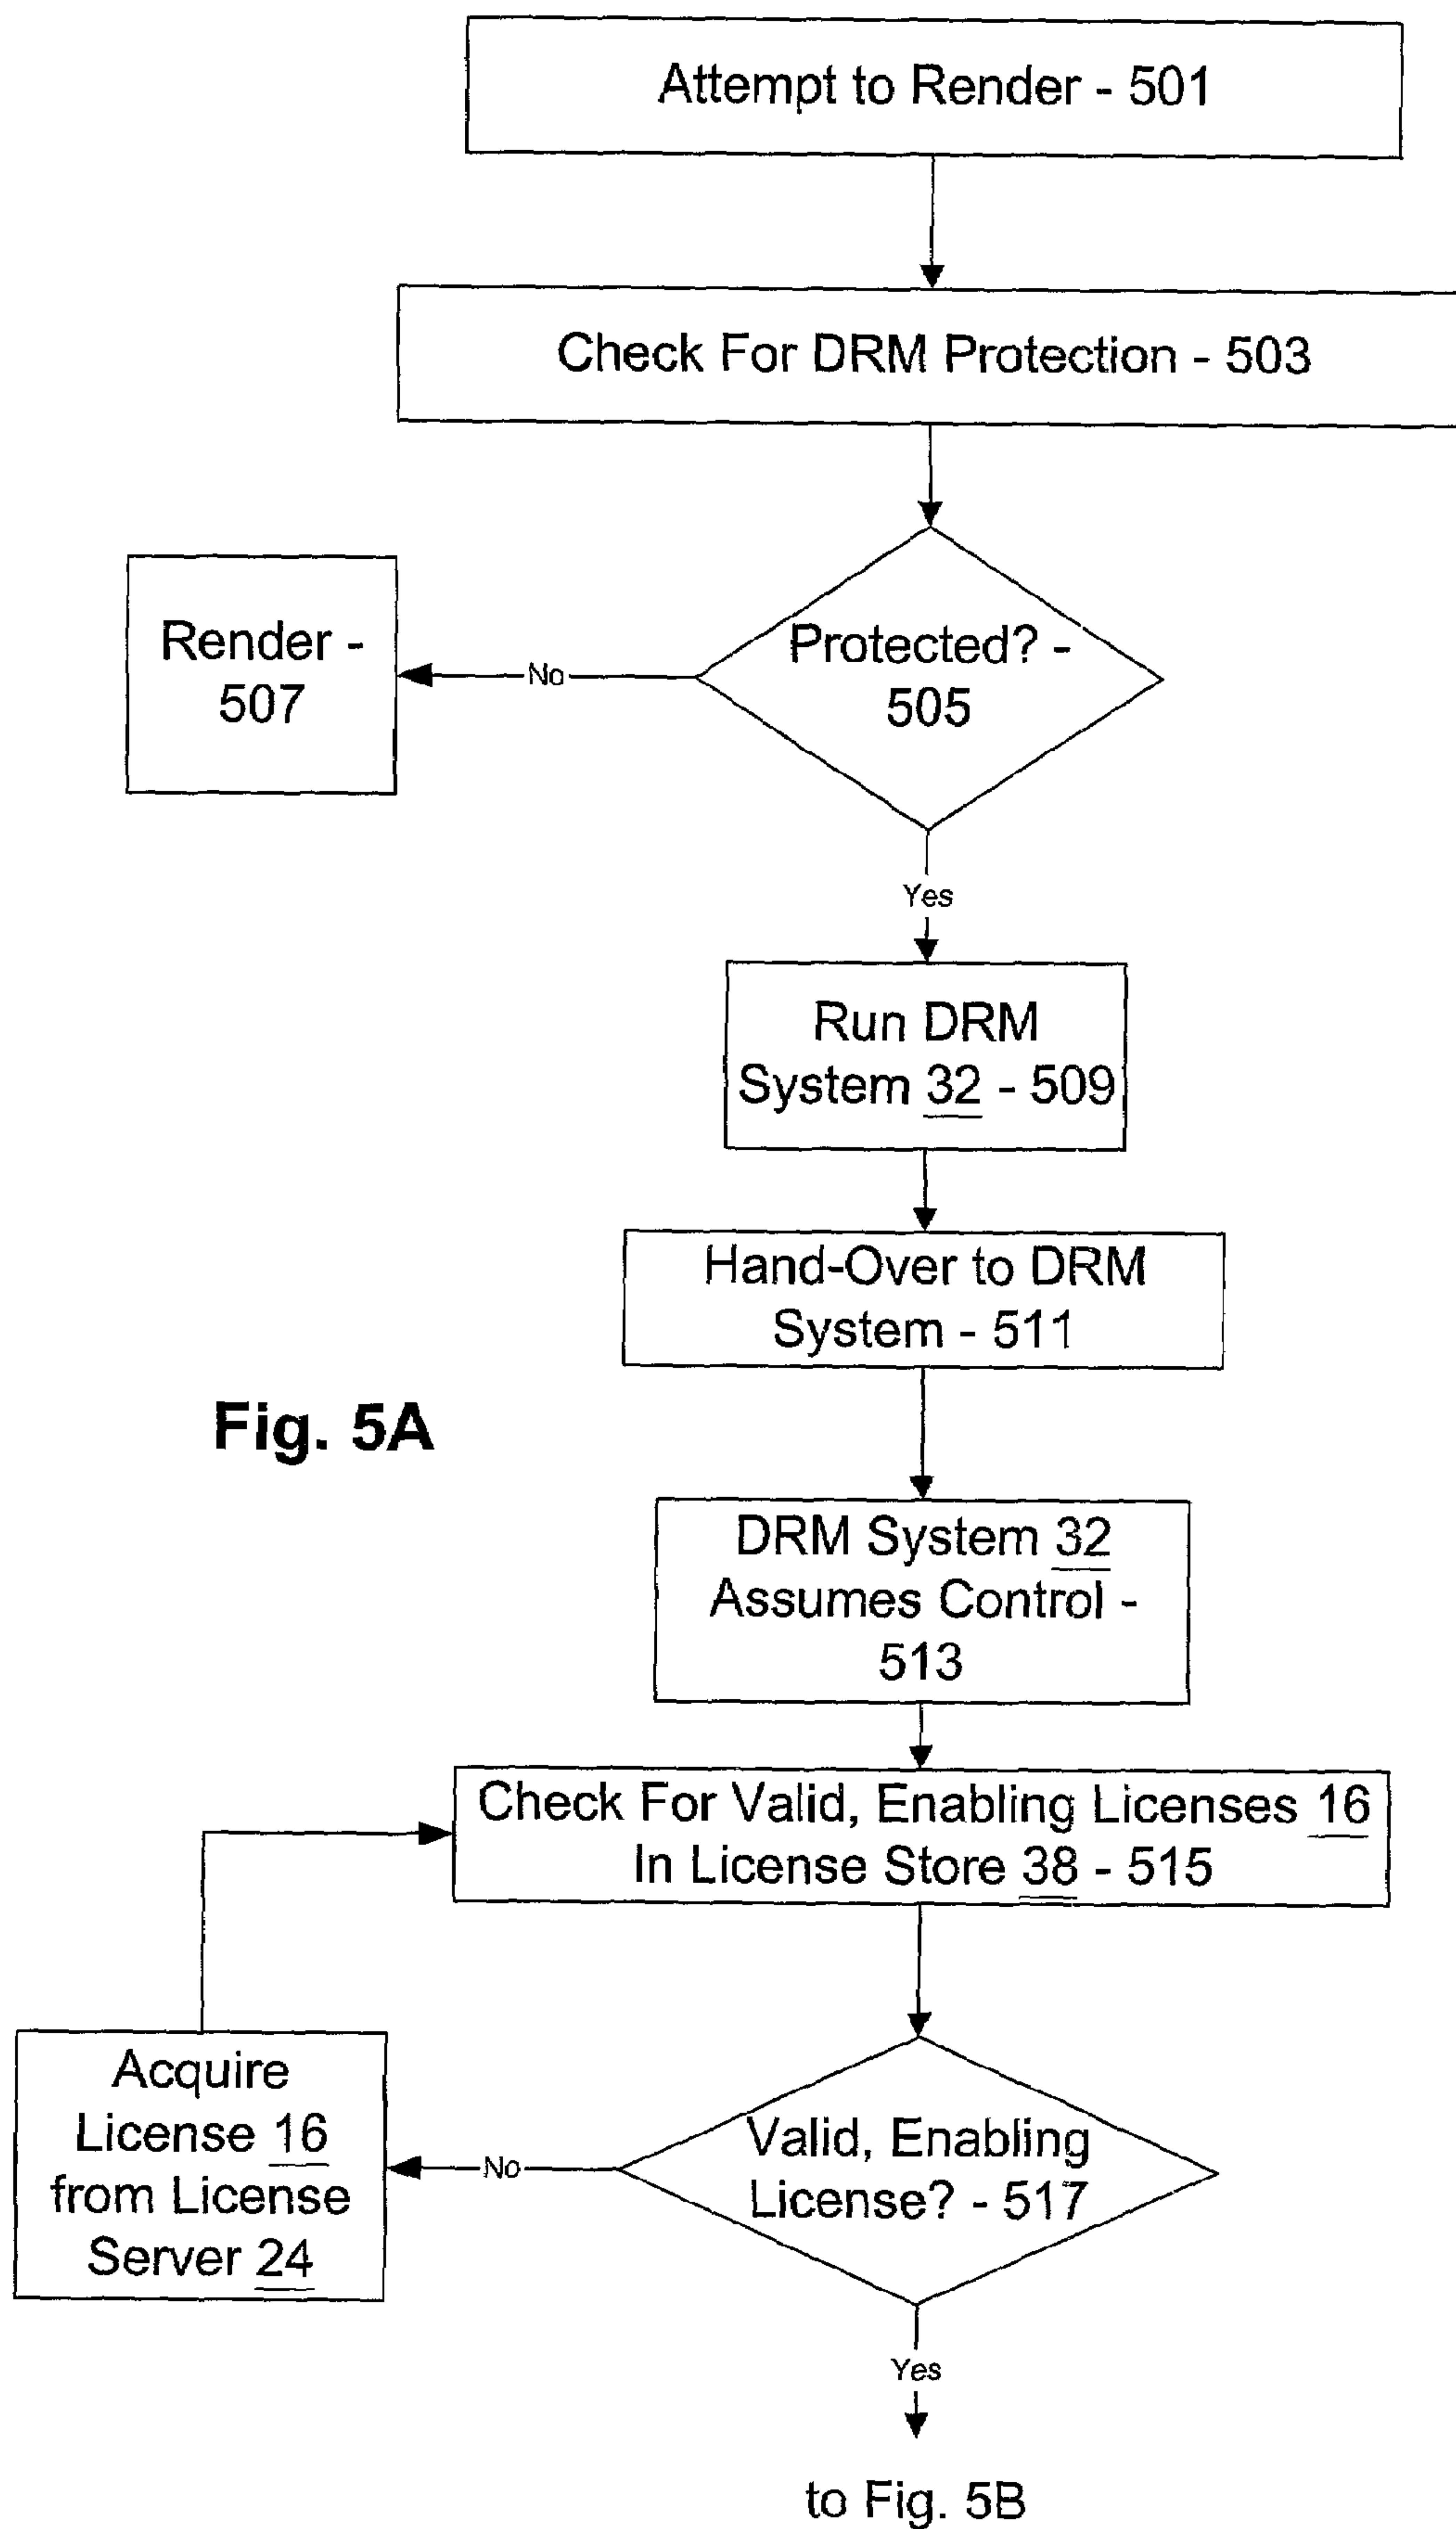 Attempt to Render - 501
Check For DRM Protection - 503
Render -
507
No
Protected? -
505
Yes
Run DRM
System 32 - 509
Hand-Over to DRM
System - 511
Fig. 5A
DRM System 32
Assumes Control -
513
Check For Valid, Enabling Licenses 16
In License Store 38 - 515
Acquire
License 16
from License
Server 24
No
Valid, Enabling
License? - 517
Yes
to Fig. 5B